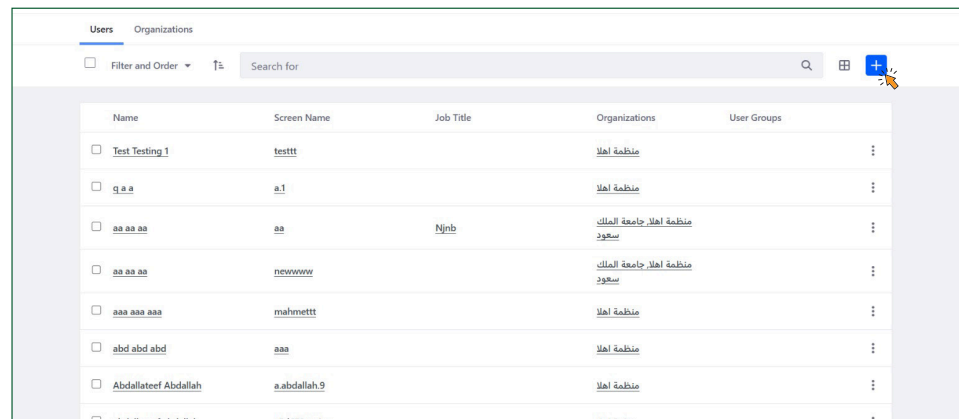 Users Organizations
Filter and Order Search for
Name Screen Name Job Title Organizations User Groups
Test Testing 1 testtt منظمة اهلا
q a a a.1 منظمة اهلا
aa aa aa aa Njnb منظمة اهلا, جامعة الملك
سعود
aa aa aa newwww منظمة اهلا, جامعة الملك
سعود
aaa aaa aaa mahmettt منظمة اهلا
abd abd abd aaa منظمة اهلا
Abdallateef Abdallah a.abdallah.9 منظمة اهلا